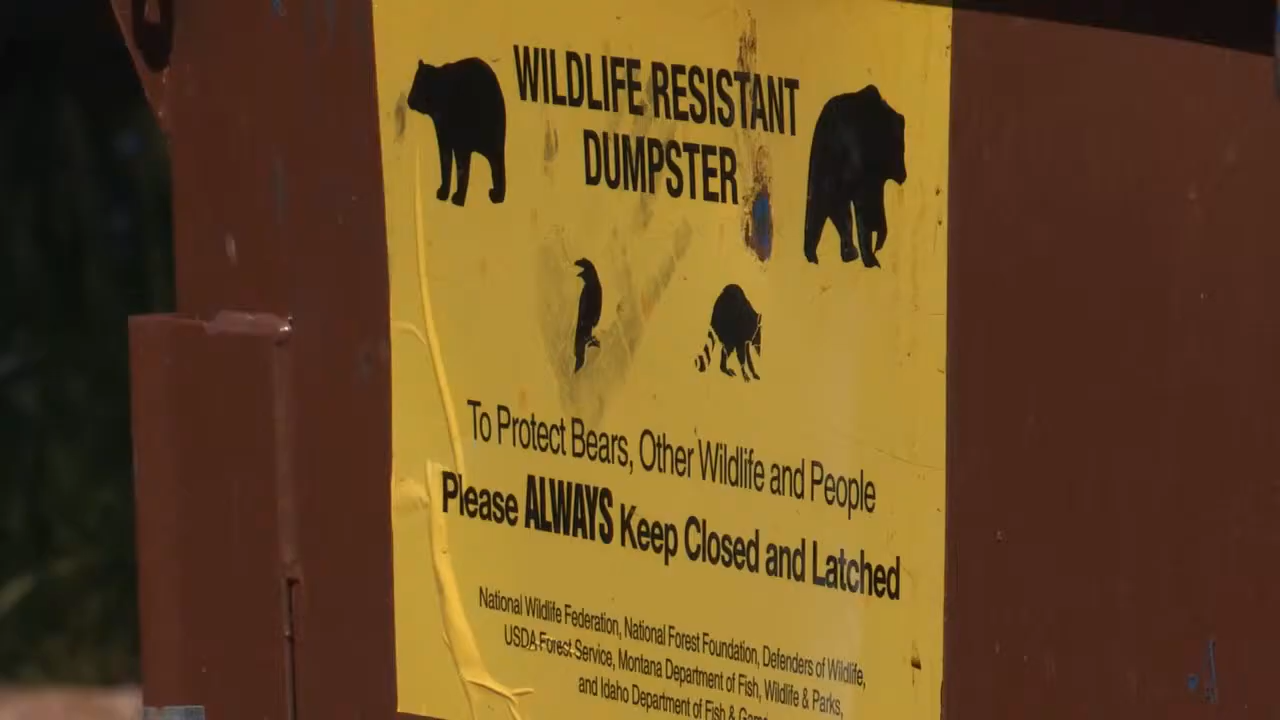 WILDLIFE RESISTANT
DUMPSTER
To Protect Bears, Other Wildlife and People
Please ALWAYS Keep Closed and Latched
National Wildlife Federation, National Forest Foundation, Defenders of Wildlife,
USDA Forest Service, Montana Department of Fish, Wildlife & Parks,
and Idaho Department of Fish &